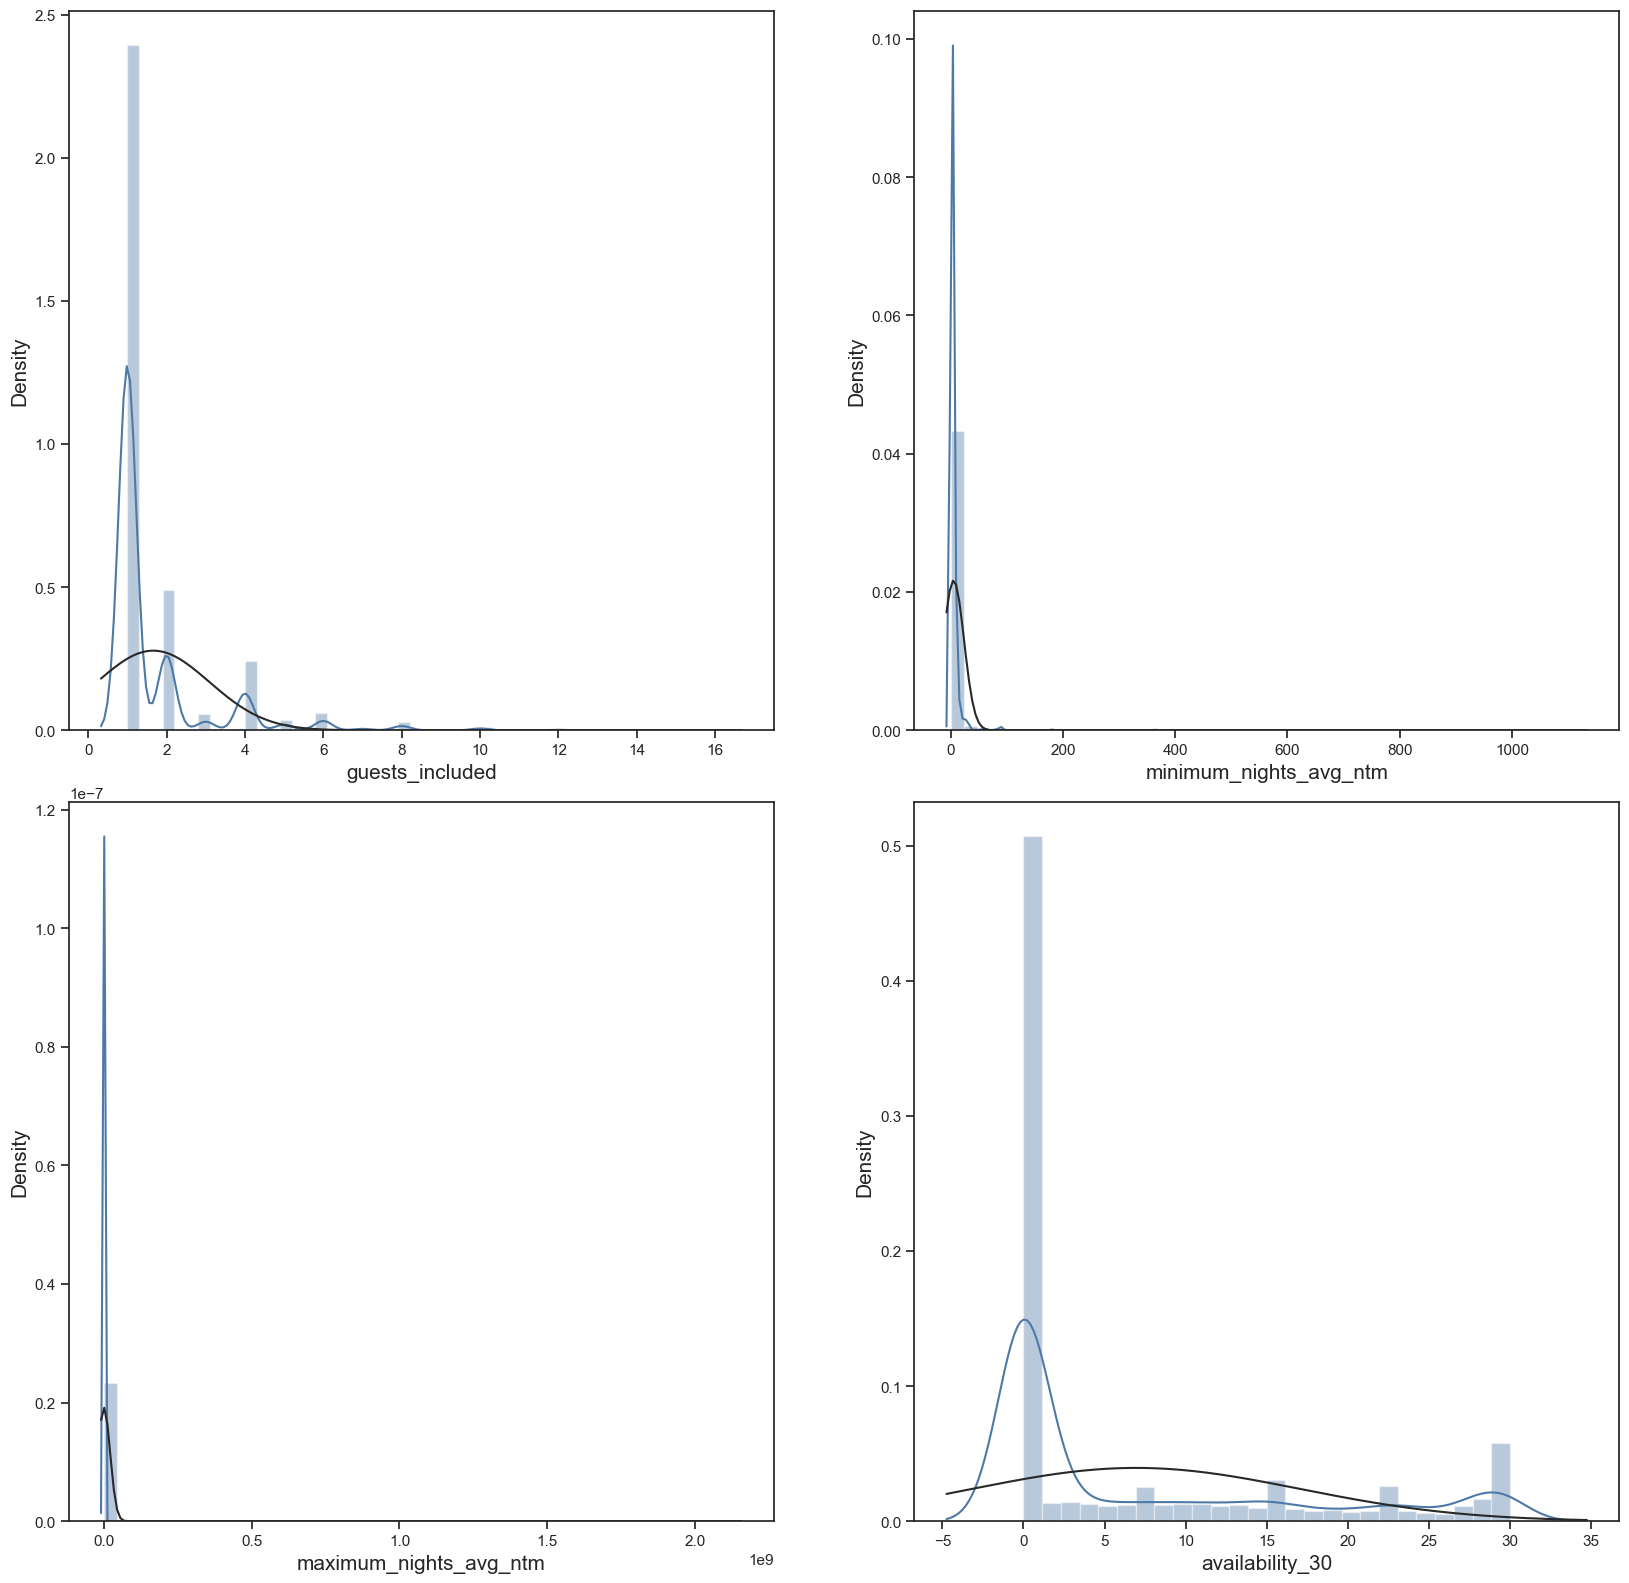 2.5
2.0
1.5
1.0
0.5
0.0
Density
0 2 4 6 8 10 12 14 16
guests_included
0.10
0.08
0.06
0.04
0.02
0.00
Density
0 200 400 600 800 1000
minimum_nights_avg_ntm
1e−7
1.2
1.0
0.8
0.6
0.4
0.2
0.0
Density
0.0 0.5 1.0 1.5 2.0
1e9
maximum_nights_avg_ntm
0.5
0.4
0.3
0.2
0.1
0.0
Density
−5 0 5 10 15 20 25 30 35
availability_30